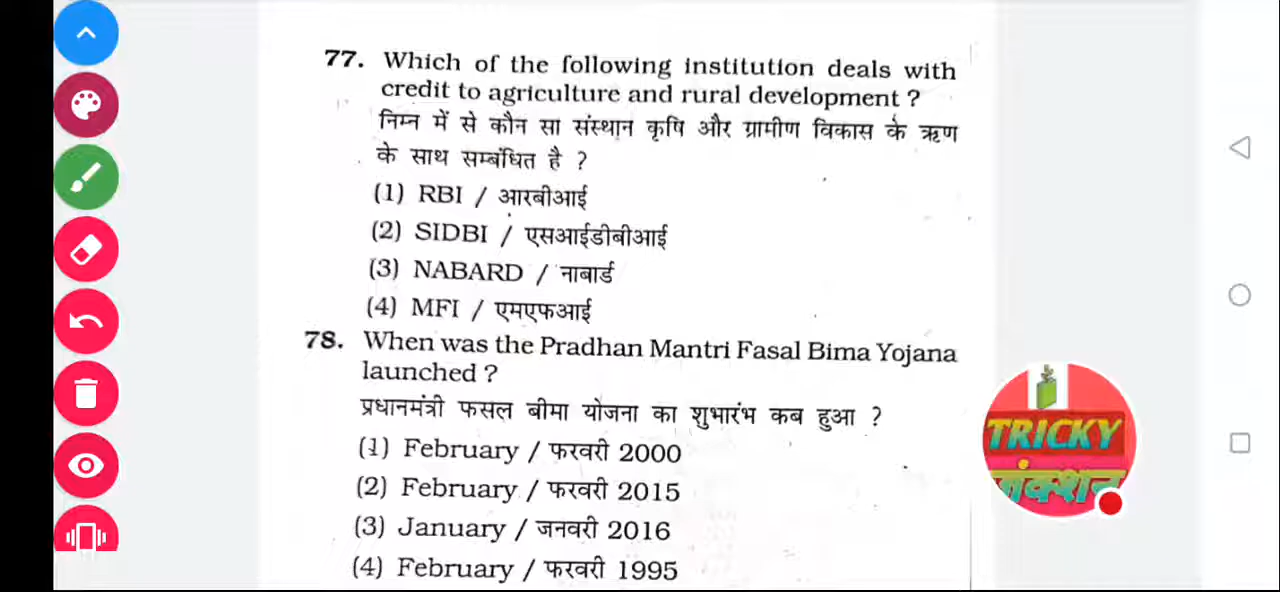 77. Which of the following institution deals with
credit to agriculture and rural development ?
निम्न में से कौन सा संस्थान कृषि और ग्रामीण विकास के ऋण
के साथ सम्बंधित है ?
(1) RBI / आरबीआई
(2) SIDBI / एसआईडीबीआई
(3) NABARD / नाबार्ड
(4) MFI / एमएफआई
78. When was the Pradhan Mantri Fasal Bima Yojana
launched ?
प्रधानमंत्री फसल बीमा योजना का शुभारंभ कब हुआ ?
(1) February / फरवरी 2000
(2) February / फरवरी 2015
(3) January / जनवरी 2016
(4) February / फरवरी 1995
TRICKY